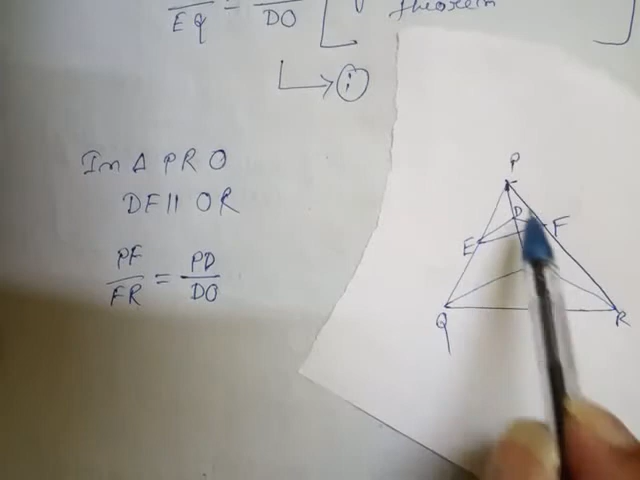 EQ = DO [ theorem ]
i
In Δ PRO
DF || OR
PF = PD
FR DO
P
D
F
E
Q
R